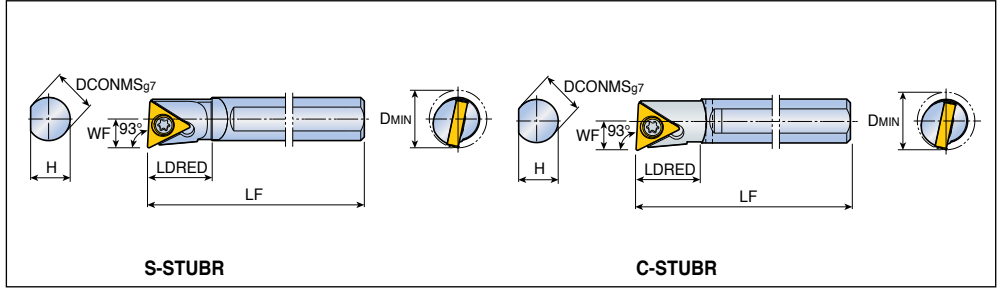 DCONMSg7
WF
93°
H
LDRED
LF
DMIN
S-STUBR
DCONMSg7
WF
93°
H
LDRED
LF
DMIN
C-STUBR